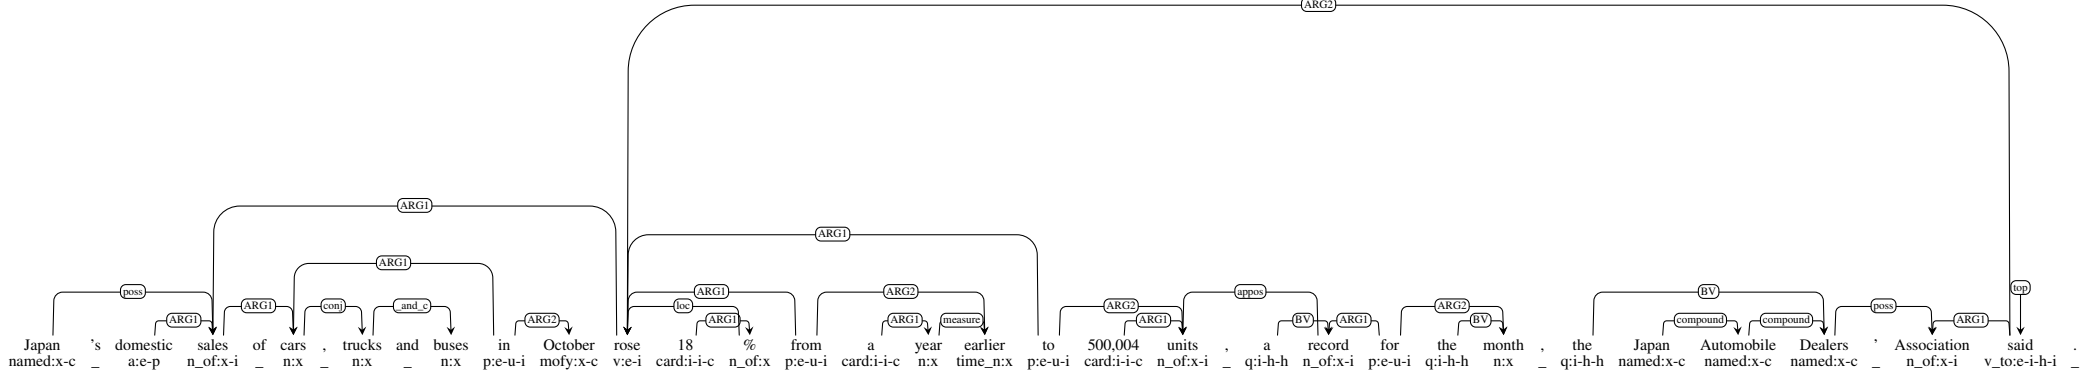 ARG2
ARG1
ARG1
ARG1
poss ARG1 ARG2 appos BV top
ARG1 conj _and_c loc ARG2 ARG2 poss
ARG1 ARG2 ARG1 ARG1 measure ARG1 BV ARG1 BV compound compound ARG1
Japan 's domestic sales of cars , trucks and buses in October rose 18 % from a year earlier to 500,004 units , a record for the month , the Japan Automobile Dealers ' Association said .
named:x-c _ a:e-p n_of:x-i _ n:x _ n:x _ n:x p:e-u-i mofy:x-c v:e-i card:i-i-c n_of:x p:e-u-i card:i-i-c n:x time_n:x p:e-u-i card:i-i-c n_of:x-i _ q:i-h-h n_of:x-i p:e-u-i q:i-h-h n:x _ q:i-h-h named:x-c named:x-c named:x-c _ n_of:x-i v_to:e-i-h-i _